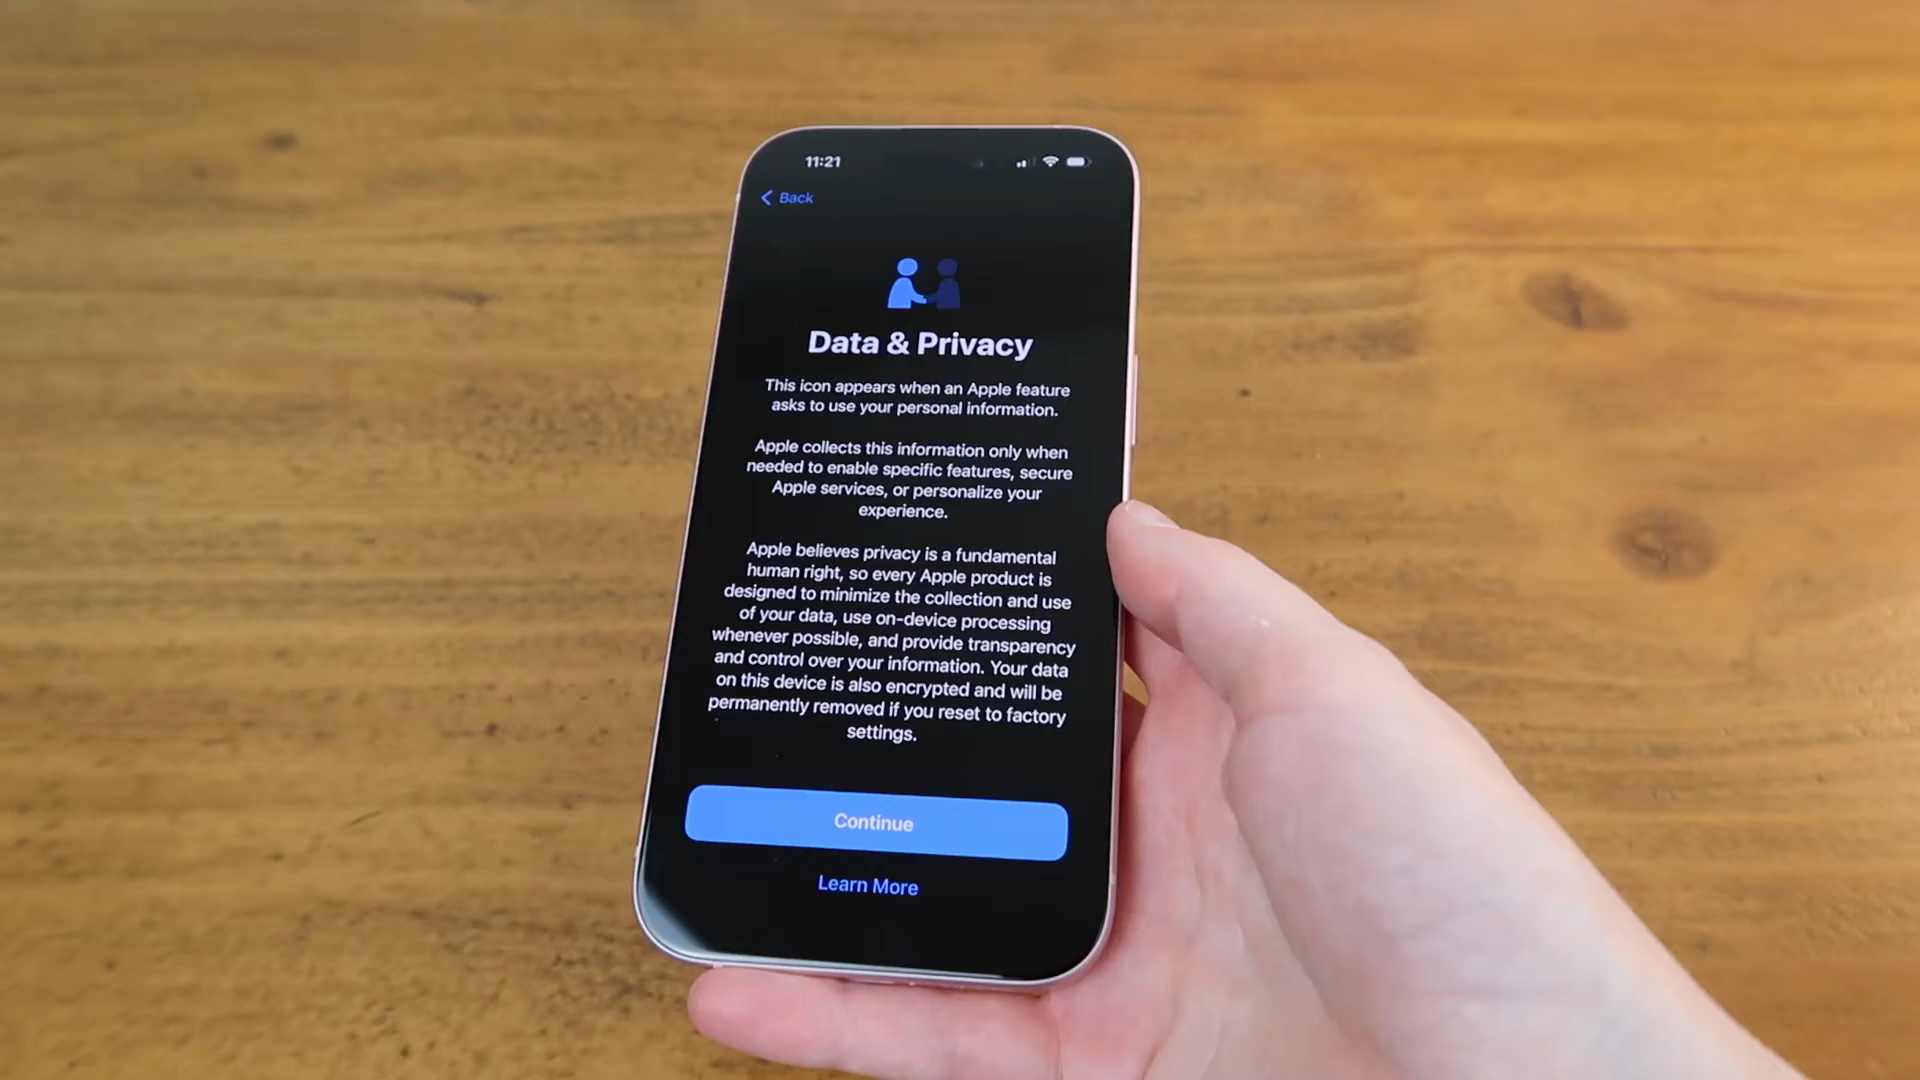 11:21
Back
Data & Privacy
This icon appears when an Apple feature
asks to use your personal information.
Apple collects this information only when
needed to enable specific features, secure
Apple services, or personalize your
experience.
Apple believes privacy is a fundamental
human right, so every Apple product is
designed to minimize the collection and use
of your data, use on-device processing
whenever possible, and provide transparency
and control over your information. Your data
on this device is also encrypted and will be
permanently removed if you reset to factory
settings.
Continue
Learn More